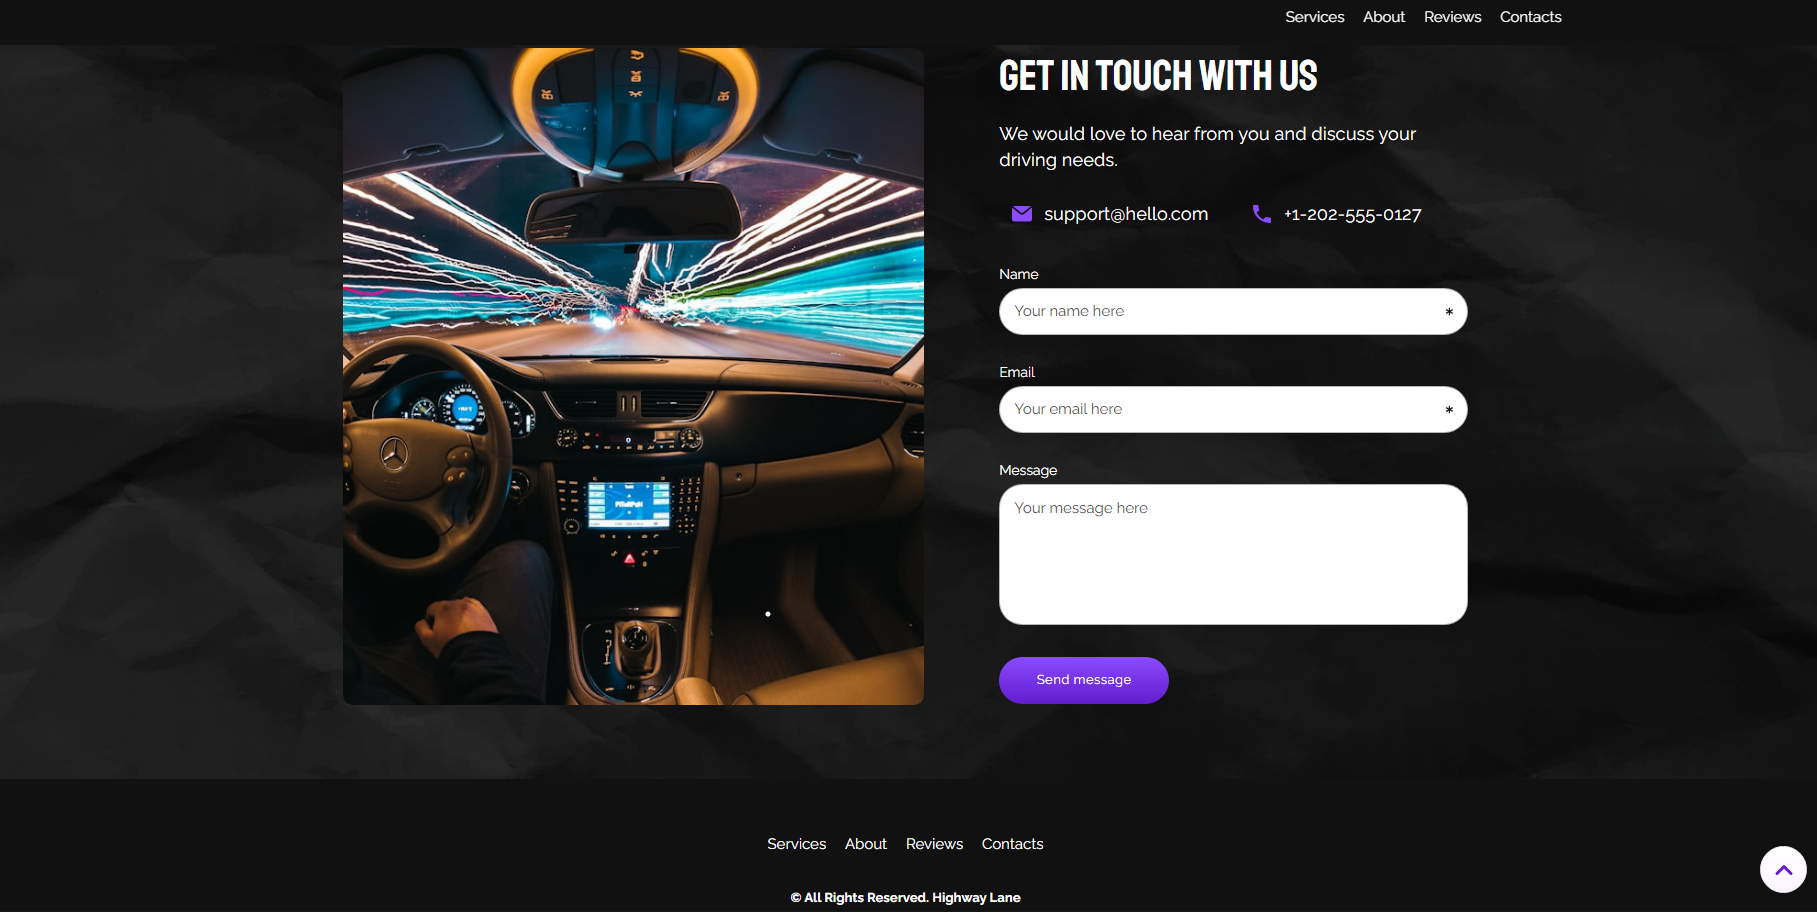 Services About Reviews Contacts
GET IN TOUCH WITH US
We would love to hear from you and discuss your
driving needs.
support@hello.com +1-202-555-0127
Name
Your name here *
Email
Your email here *
Message
Your message here
Send message
Services About Reviews Contacts
© All Rights Reserved. Highway Lane